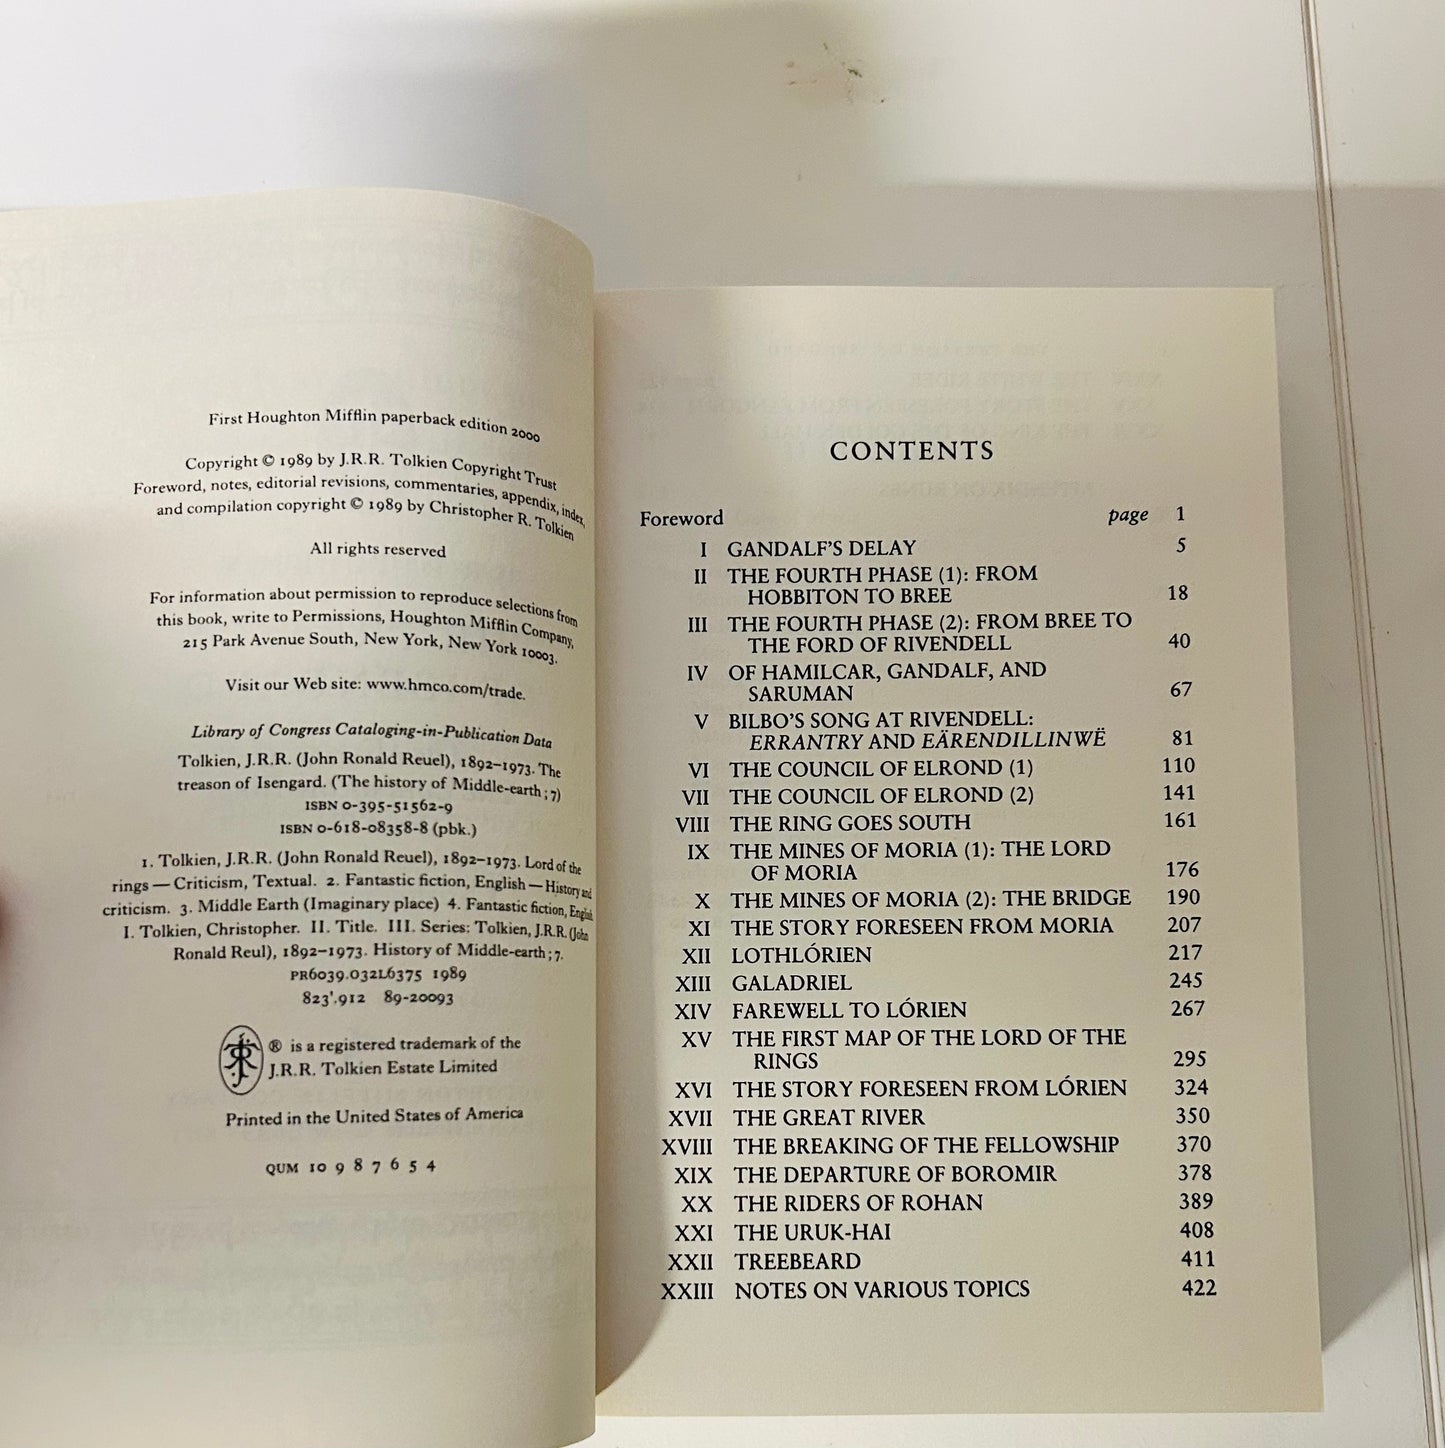 First Houghton Mifflin paperback edition 2000
Copyright © 1989 by J.R.R. Tolkien Copyright Trust
Foreword, notes, editorial revisions, commentaries, appendix, index,
and compilation copyright © 1989 by Christopher R. Tolkien
All rights reserved
For information about permission to reproduce selections from
this book, write to Permissions, Houghton Mifflin Company,
215 Park Avenue South, New York, New York 10003.
Visit our Web site: www.hmco.com/trade.
Library of Congress Cataloging-in-Publication Data
Tolkien, J.R.R. (John Ronald Reuel), 1892–1973. The
treason of Isengard. (The history of Middle-earth ; 7)
ISBN 0-395-51562-9
ISBN 0-618-08358-8 (pbk.)
1. Tolkien, J.R.R. (John Ronald Reuel), 1892–1973. Lord of the
rings — Criticism, Textual. 2. Fantastic fiction, English — History and
criticism. 3. Middle Earth (Imaginary place) 4. Fantastic fiction, English
I. Tolkien, Christopher. II. Title. III. Series: Tolkien, J.R.R. (John
Ronald Reul), 1892–1973. History of Middle-earth ; 7.
PR6039.032L6375 1989
823'.912 89-20093
® is a registered trademark of the
J.R.R. Tolkien Estate Limited
Printed in the United States of America
QUM 10 9 8 7 6 5 4
CONTENTS
Foreword page 1
I GANDALF'S DELAY 5
II THE FOURTH PHASE (1): FROM
HOBBITON TO BREE 18
III THE FOURTH PHASE (2): FROM BREE TO
THE FORD OF RIVENDELL 40
IV OF HAMILCAR, GANDALF, AND
SARUMAN 67
V BILBO'S SONG AT RIVENDELL:
ERRANTRY AND EÄRENDILLINWË 81
VI THE COUNCIL OF ELROND (1) 110
VII THE COUNCIL OF ELROND (2) 141
VIII THE RING GOES SOUTH 161
IX THE MINES OF MORIA (1): THE LORD
OF MORIA 176
X THE MINES OF MORIA (2): THE BRIDGE 190
XI THE STORY FORESEEN FROM MORIA 207
XII LOTHLÓRIEN 217
XIII GALADRIEL 245
XIV FAREWELL TO LÓRIEN 267
XV THE FIRST MAP OF THE LORD OF THE
RINGS 295
XVI THE STORY FORESEEN FROM LÓRIEN 324
XVII THE GREAT RIVER 350
XVIII THE BREAKING OF THE FELLOWSHIP 370
XIX THE DEPARTURE OF BOROMIR 378
XX THE RIDERS OF ROHAN 389
XXI THE URUK-HAI 408
XXII TREEBEARD 411
XXIII NOTES ON VARIOUS TOPICS 422